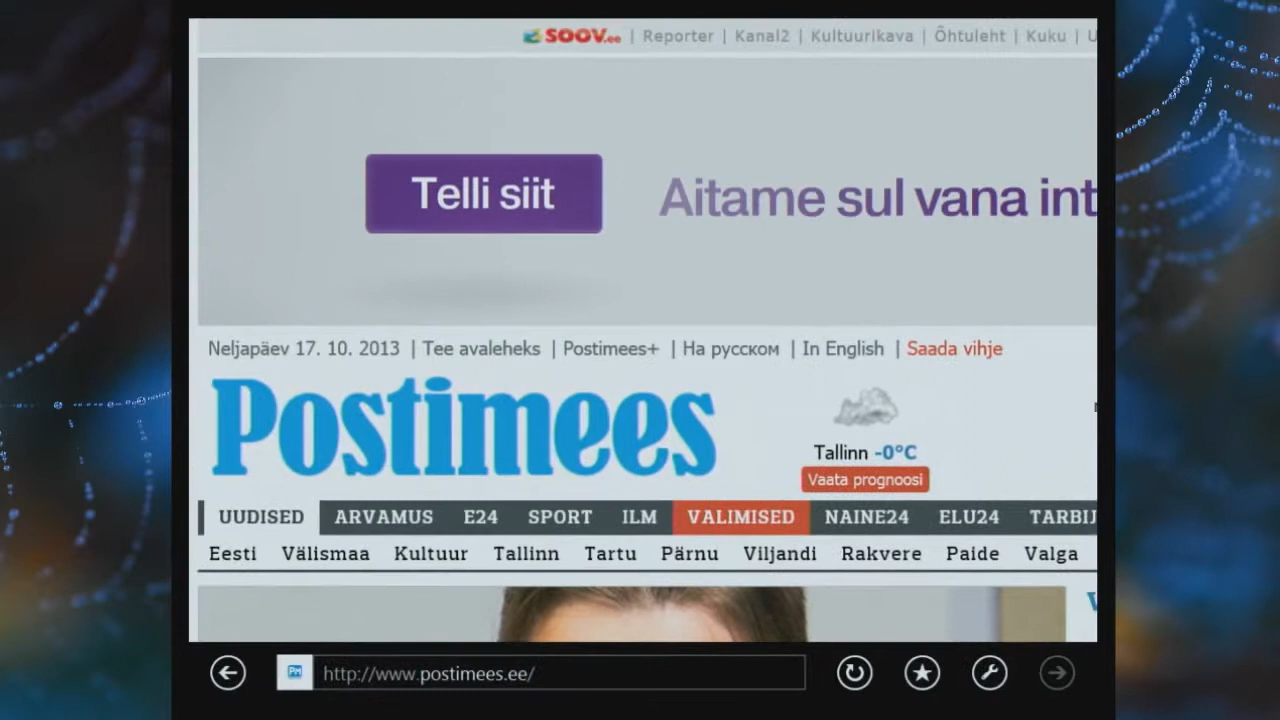 SOOV.ee | Reporter | Kanal2 | Kultuurikava | Õhtuleht | Kuku |
Telli siit
Aitame sul vana int
Neljapäev 17. 10. 2013 | Tee avaleheks | Postimees+ | На русском | In English | Saada vihje
Postimees
Tallinn -0°C
Vaata prognoosi
UUDISED ARVAMUS E24 SPORT ILM VALIMISED NAINE24 ELU24 TARBIJ
Eesti Välismaa Kultuur Tallinn Tartu Pärnu Viljandi Rakvere Paide Valga
PM http://www.postimees.ee/